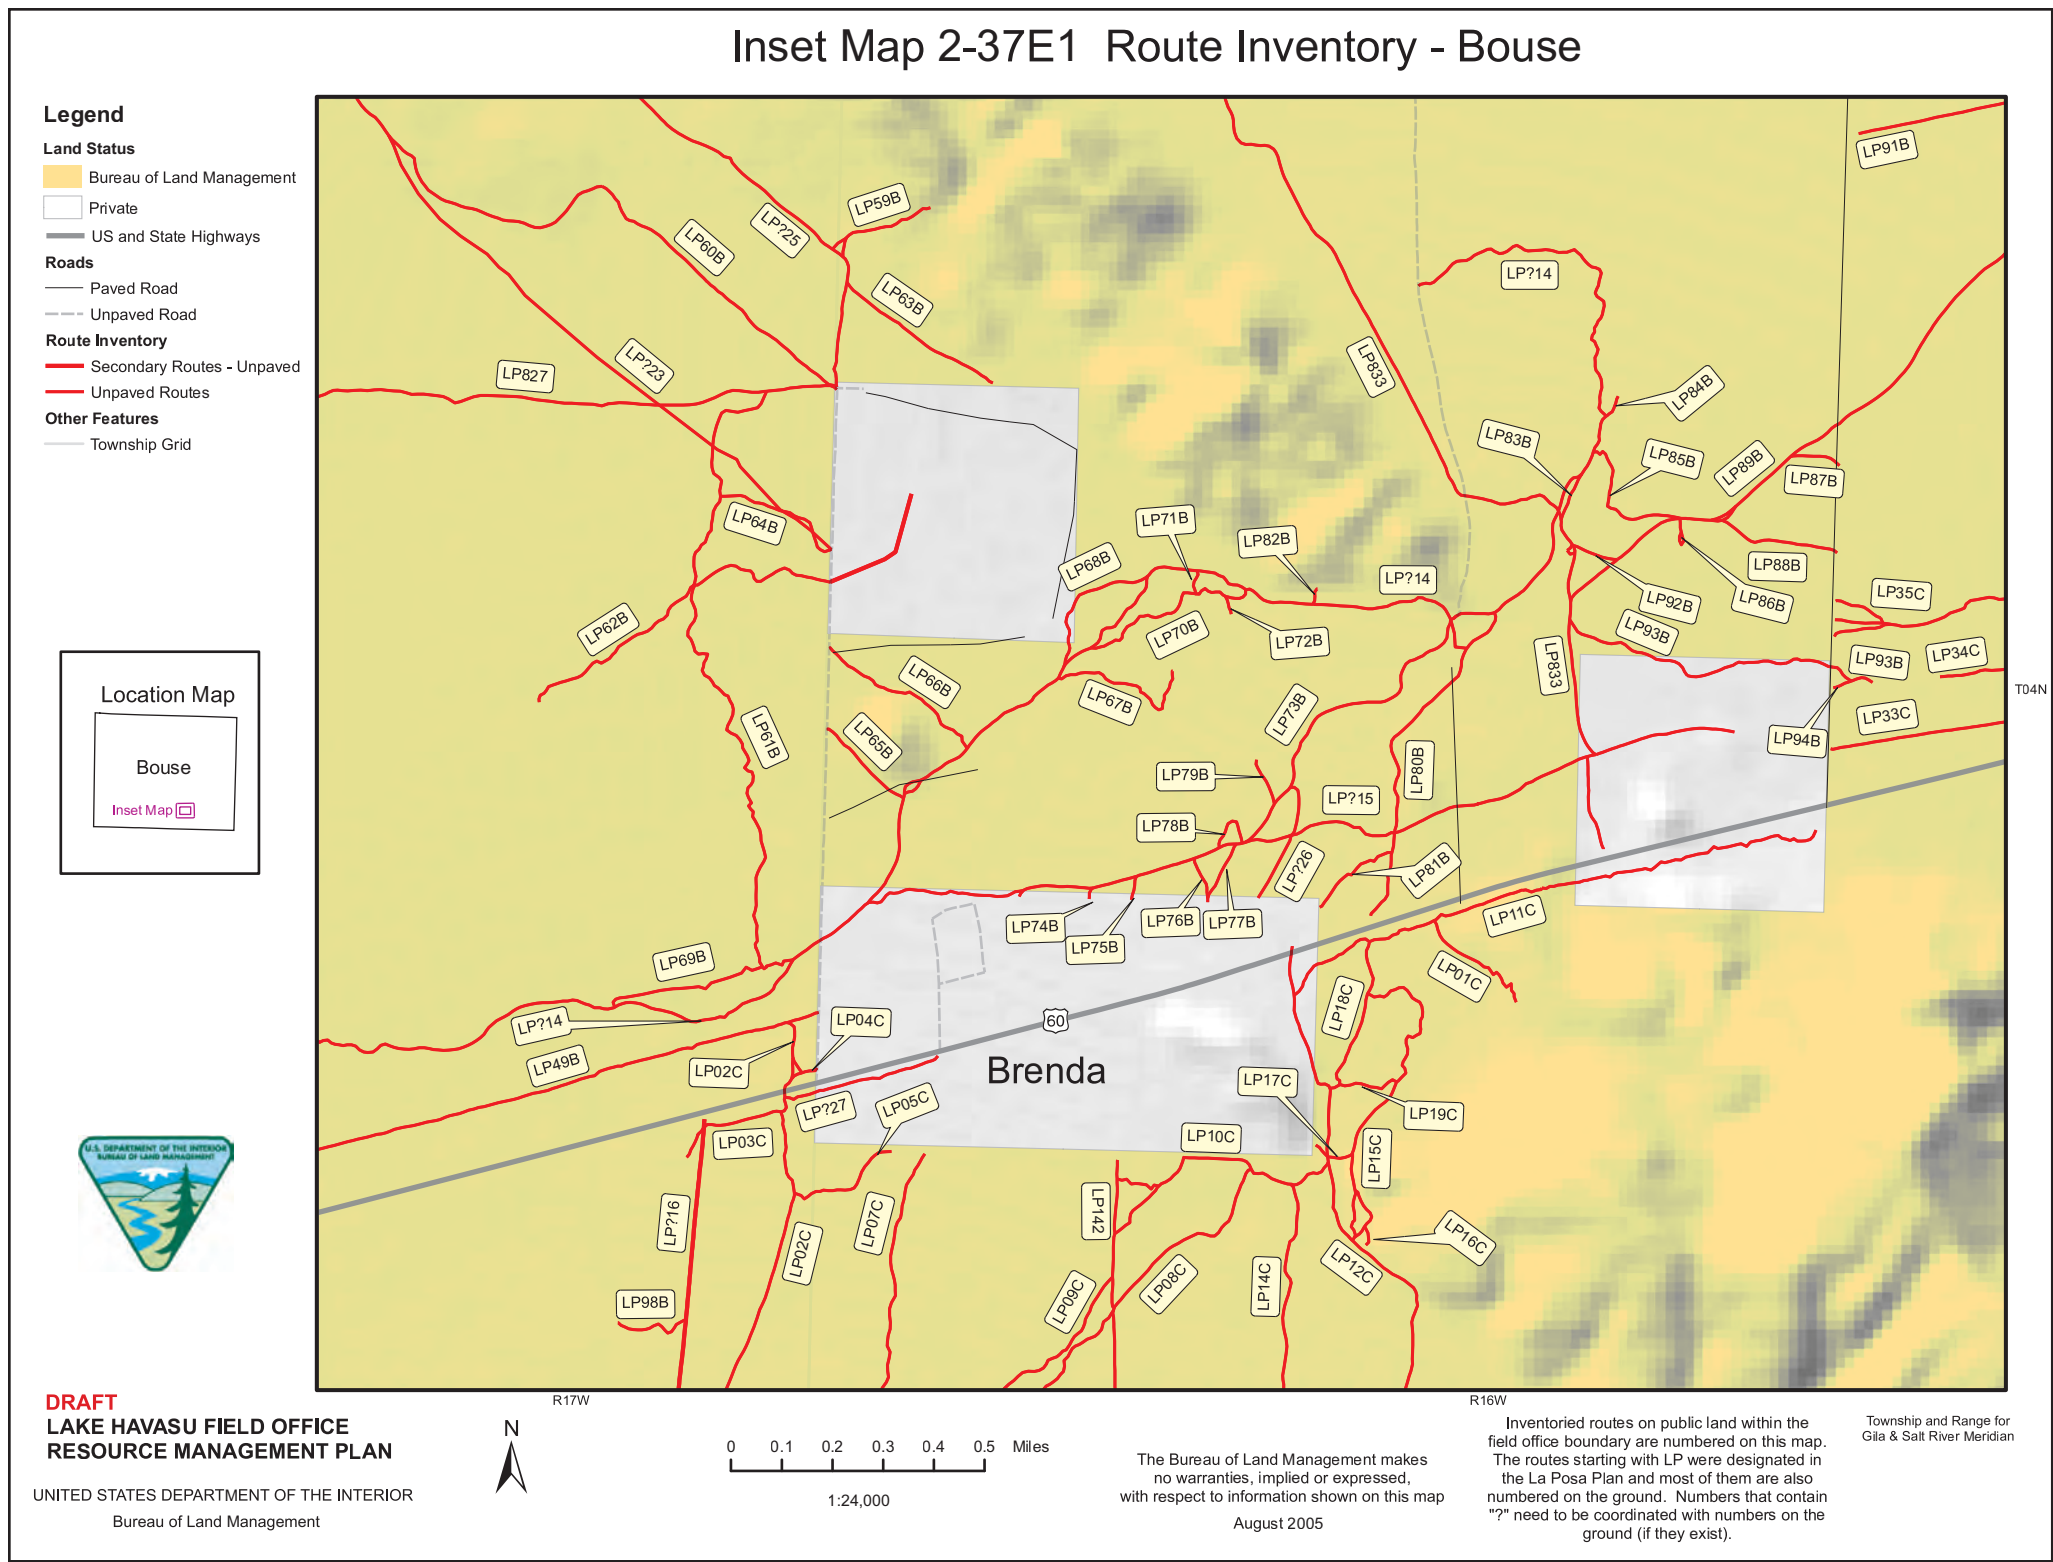 Inset Map 2-37E1  Route Inventory - Bouse
Legend
Land Status
Bureau of Land Management
Private
US and State Highways
Roads
Paved Road
Unpaved Road
Route Inventory
Secondary Routes - Unpaved
Unpaved Routes
Other Features
Township Grid
Location Map
Bouse
Inset Map
U.S. DEPARTMENT OF THE INTERIOR
BUREAU OF LAND MANAGEMENT
DRAFT
LAKE HAVASU FIELD OFFICE
RESOURCE MANAGEMENT PLAN
UNITED STATES DEPARTMENT OF THE INTERIOR
Bureau of Land Management
LP91B
LP59B
LP?25
LP60B
LP?14
LP63B
LP?23
LP827
LP833
LP84B
LP83B
LP85B
LP89B
LP87B
LP64B
LP71B
LP82B
LP68B
LP?14
LP88B
LP86B
LP92B
LP35C
LP62B
LP70B
LP72B
LP93B
LP833
LP93B
LP34C
LP66B
LP67B
T04N
LP73B
LP33C
LP94B
LP61B
LP65B
LP79B
LP80B
LP?15
LP78B
LP?26
LP81B
LP74B
LP75B
LP76B
LP77B
LP11C
LP69B
LP01C
LP18C
LP?14
LP04C
60
LP49B
LP02C
Brenda
LP17C
LP?27
LP05C
LP19C
LP03C
LP10C
LP15C
LP?16
LP02C
LP07C
LP142
LP16C
LP12C
LP09C
LP08C
LP14C
LP98B
R17W
R16W
N
0 0.1 0.2 0.3 0.4 0.5 Miles
1:24,000
The Bureau of Land Management makes
no warranties, implied or expressed,
with respect to information shown on this map
August 2005
Inventoried routes on public land within the
field office boundary are numbered on this map.
The routes starting with LP were designated in
the La Posa Plan and most of them are also
numbered on the ground.  Numbers that contain
"?" need to be coordinated with numbers on the
ground (if they exist).
Township and Range for
Gila & Salt River Meridian